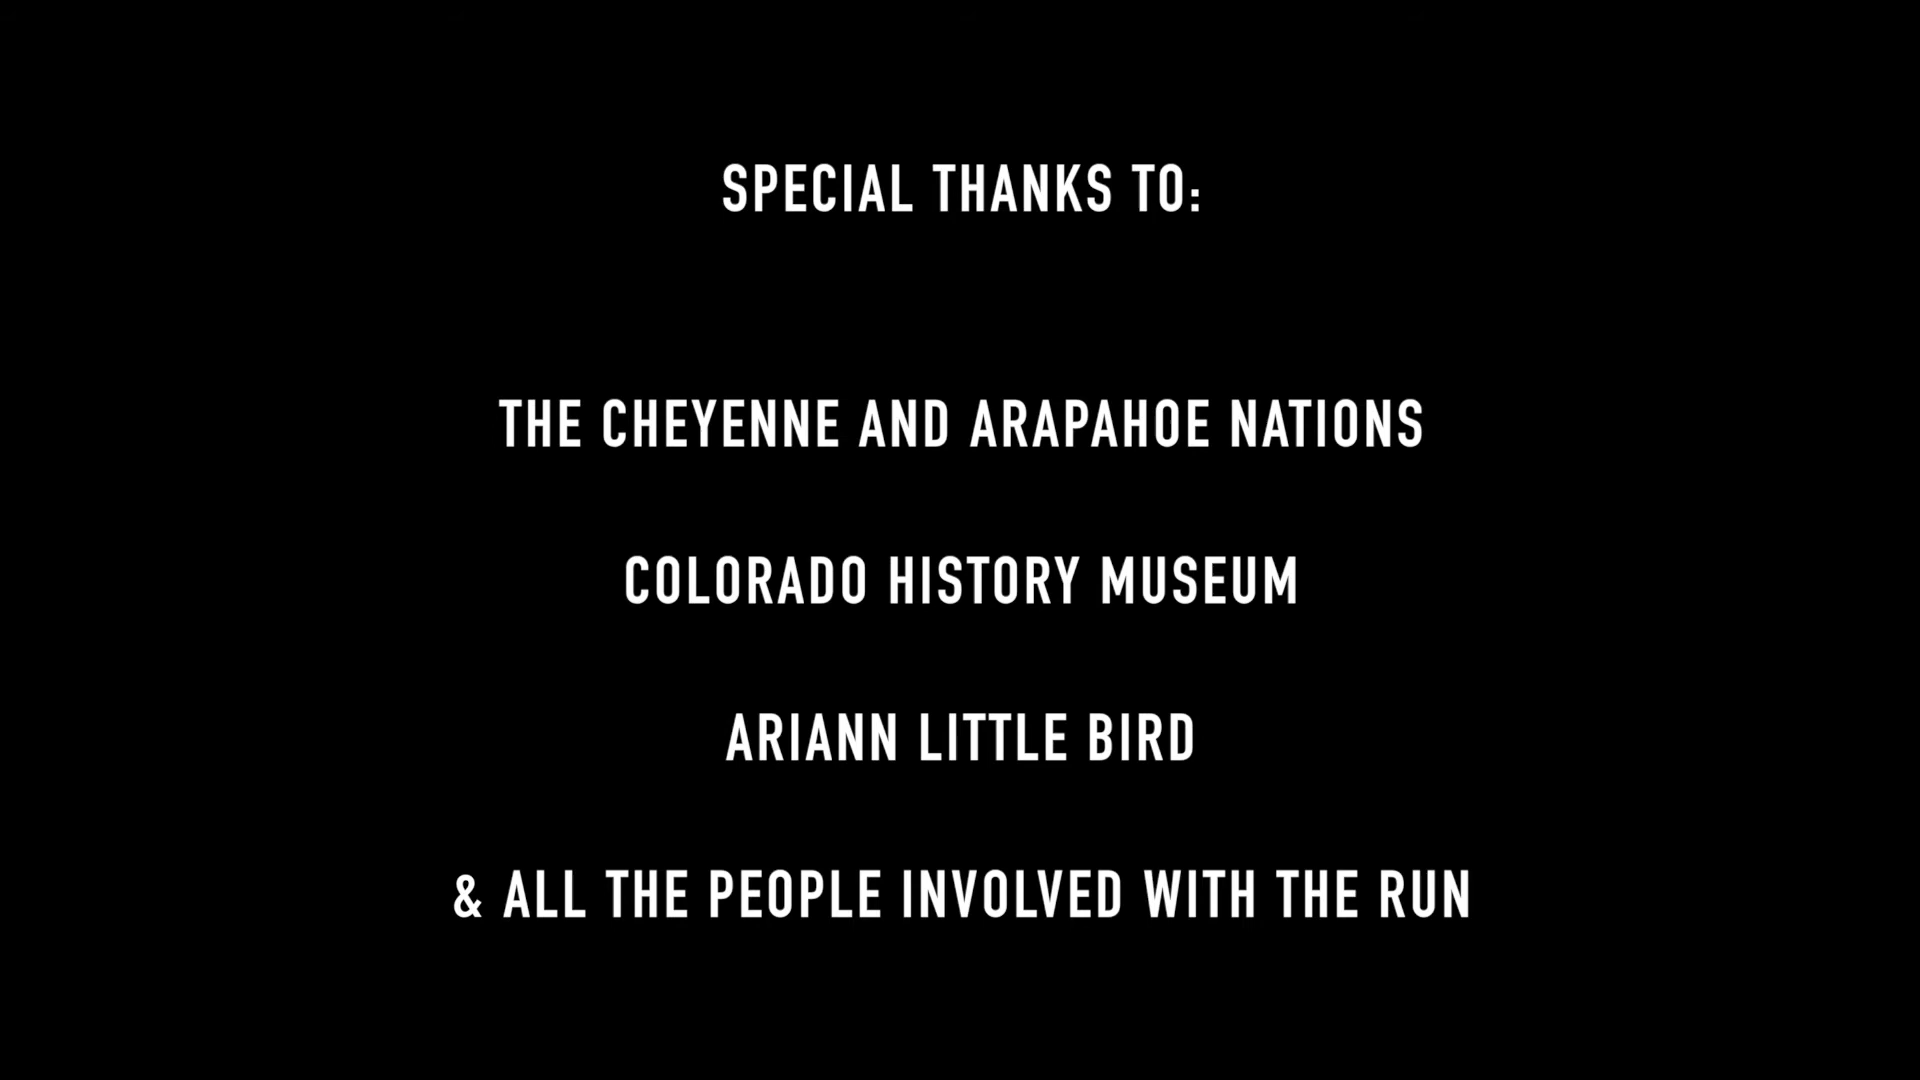 SPECIAL THANKS TO:
THE CHEYENNE AND ARAPAHOE NATIONS
COLORADO HISTORY MUSEUM
ARIANN LITTLE BIRD
& ALL THE PEOPLE INVOLVED WITH THE RUN